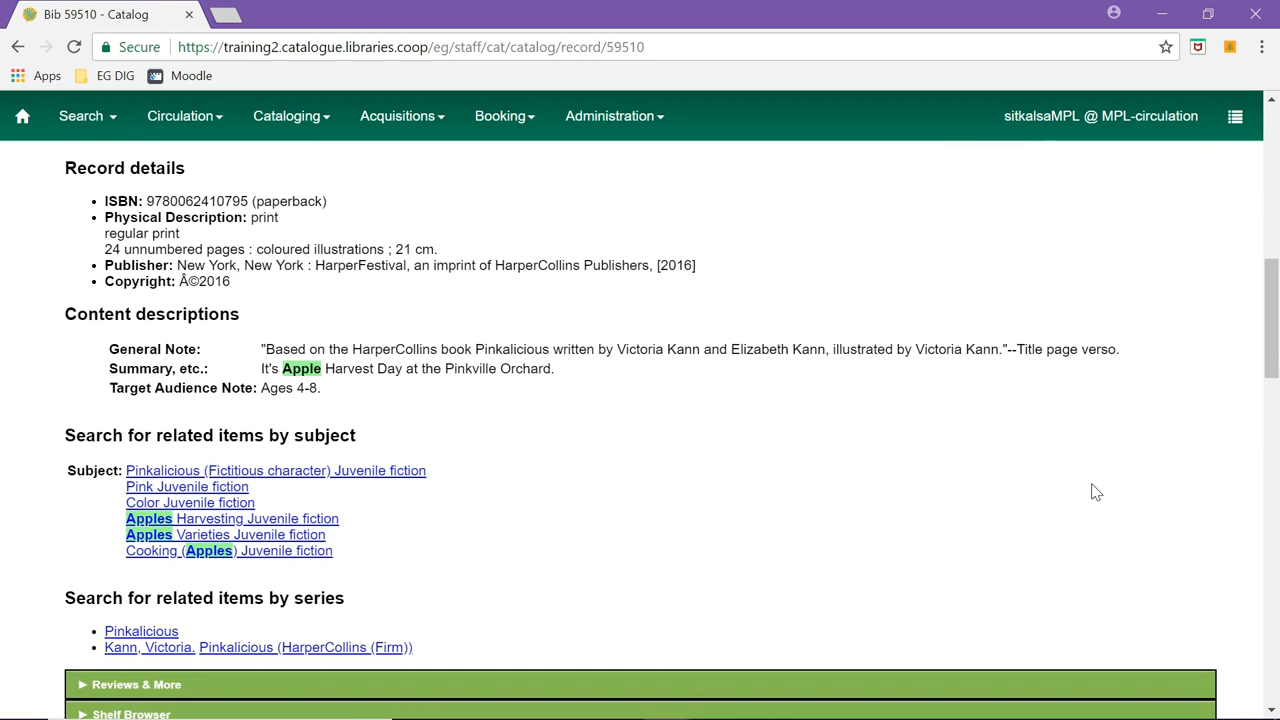 Bib 59510 - Catalog
Secure https://training2.catalogue.libraries.coop/eg/staff/cat/catalog/record/59510
Apps EG DIG Moodle
Search Circulation Cataloging Acquisitions Booking Administration sitkalsaMPL @ MPL-circulation
Record details
• ISBN: 9780062410795 (paperback)
• Physical Description: print
regular print
24 unnumbered pages : coloured illustrations ; 21 cm.
• Publisher: New York, New York : HarperFestival, an imprint of HarperCollins Publishers, [2016]
• Copyright: Â©2016
Content descriptions
General Note: "Based on the HarperCollins book Pinkalicious written by Victoria Kann and Elizabeth Kann, illustrated by Victoria Kann."--Title page verso.
Summary, etc.: It's Apple Harvest Day at the Pinkville Orchard.
Target Audience Note: Ages 4-8.
Search for related items by subject
Subject: Pinkalicious (Fictitious character) Juvenile fiction
Pink Juvenile fiction
Color Juvenile fiction
Apples Harvesting Juvenile fiction
Apples Varieties Juvenile fiction
Cooking (Apples) Juvenile fiction
Search for related items by series
• Pinkalicious
• Kann, Victoria. Pinkalicious (HarperCollins (Firm))
► Reviews & More
► Shelf Browser